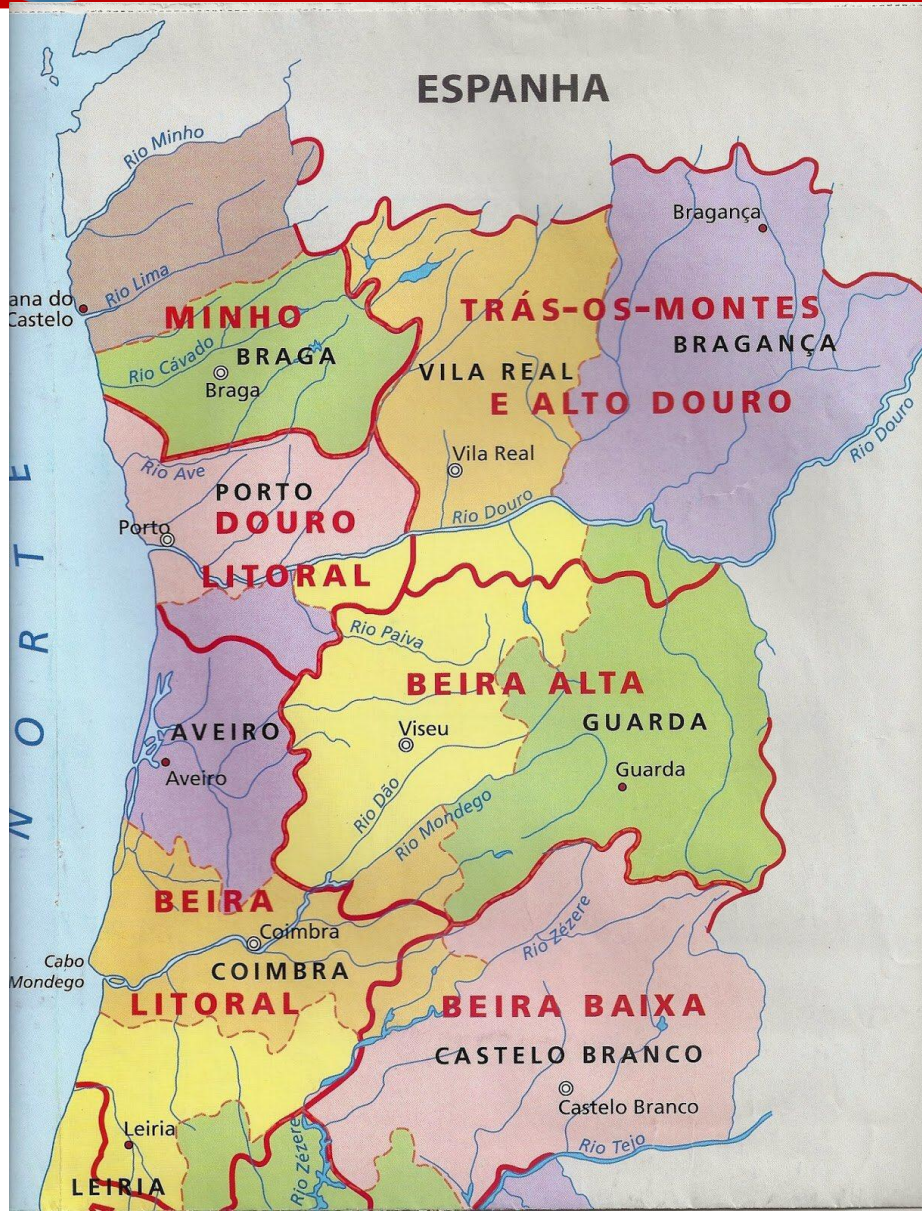 ESPANHA
Rio Minho
Bragança
Rio Lima
ana do
Castelo
MINHO
TRÁS-OS-MONTES
BRAGANÇA
BRAGA
Rio Cávado
Braga
VILA REAL
E ALTO DOURO
Rio Douro
Vila Real
Rio Ave
PORTO
Rio Douro
Porto
DOURO
LITORAL
NORTE
Rio Paiva
BEIRA ALTA
AVEIRO
Viseu
GUARDA
Aveiro
Guarda
Rio Dão
Rio Mondego
BEIRA
Coimbra
Rio Zézere
Cabo
Mondego
COIMBRA
LITORAL
BEIRA BAIXA
CASTELO BRANCO
Castelo Branco
Leiria
Rio Zézere
Rio Tejo
LEIRIA